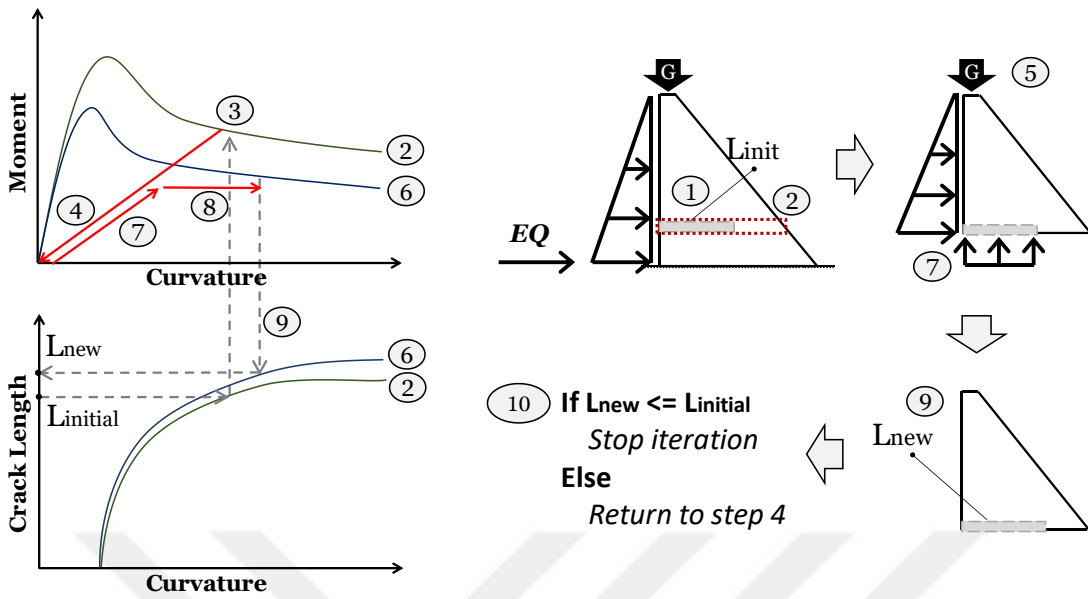 Moment
3
2
6
4
7
8
Curvature
9
Lnew
Linitial
6
2
Crack Length
Curvature
G
Linit
1
2
EQ
G
5
7
9
Lnew
10
If Lnew <= Linitial
Stop iteration
Else
Return to step 4